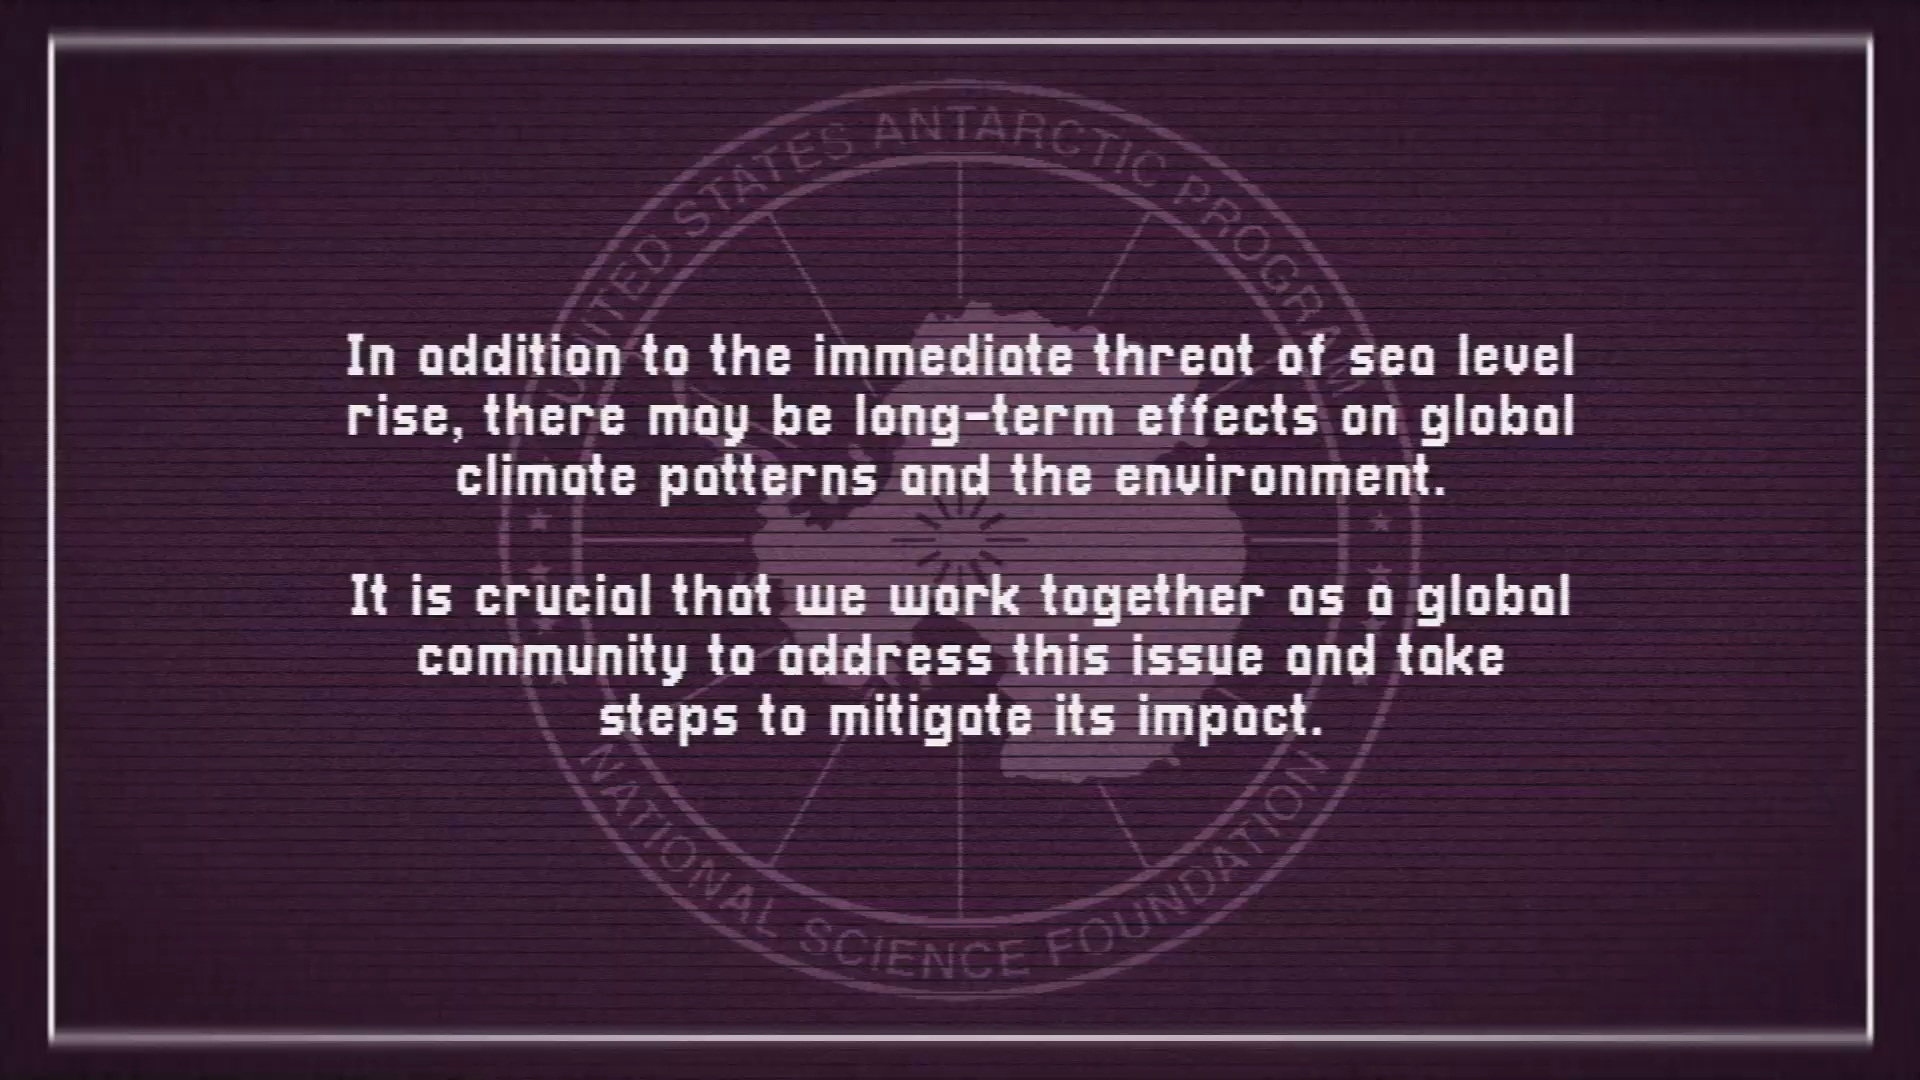 UNITED STATES ANTARCTIC PROGRAM
In addition to the immediate threat of sea level
rise, there may be long-term effects on global
climate patterns and the environment.
It is crucial that we work together as a global
community to address this issue and take
steps to mitigate its impact.
NATIONAL SCIENCE FOUNDATION